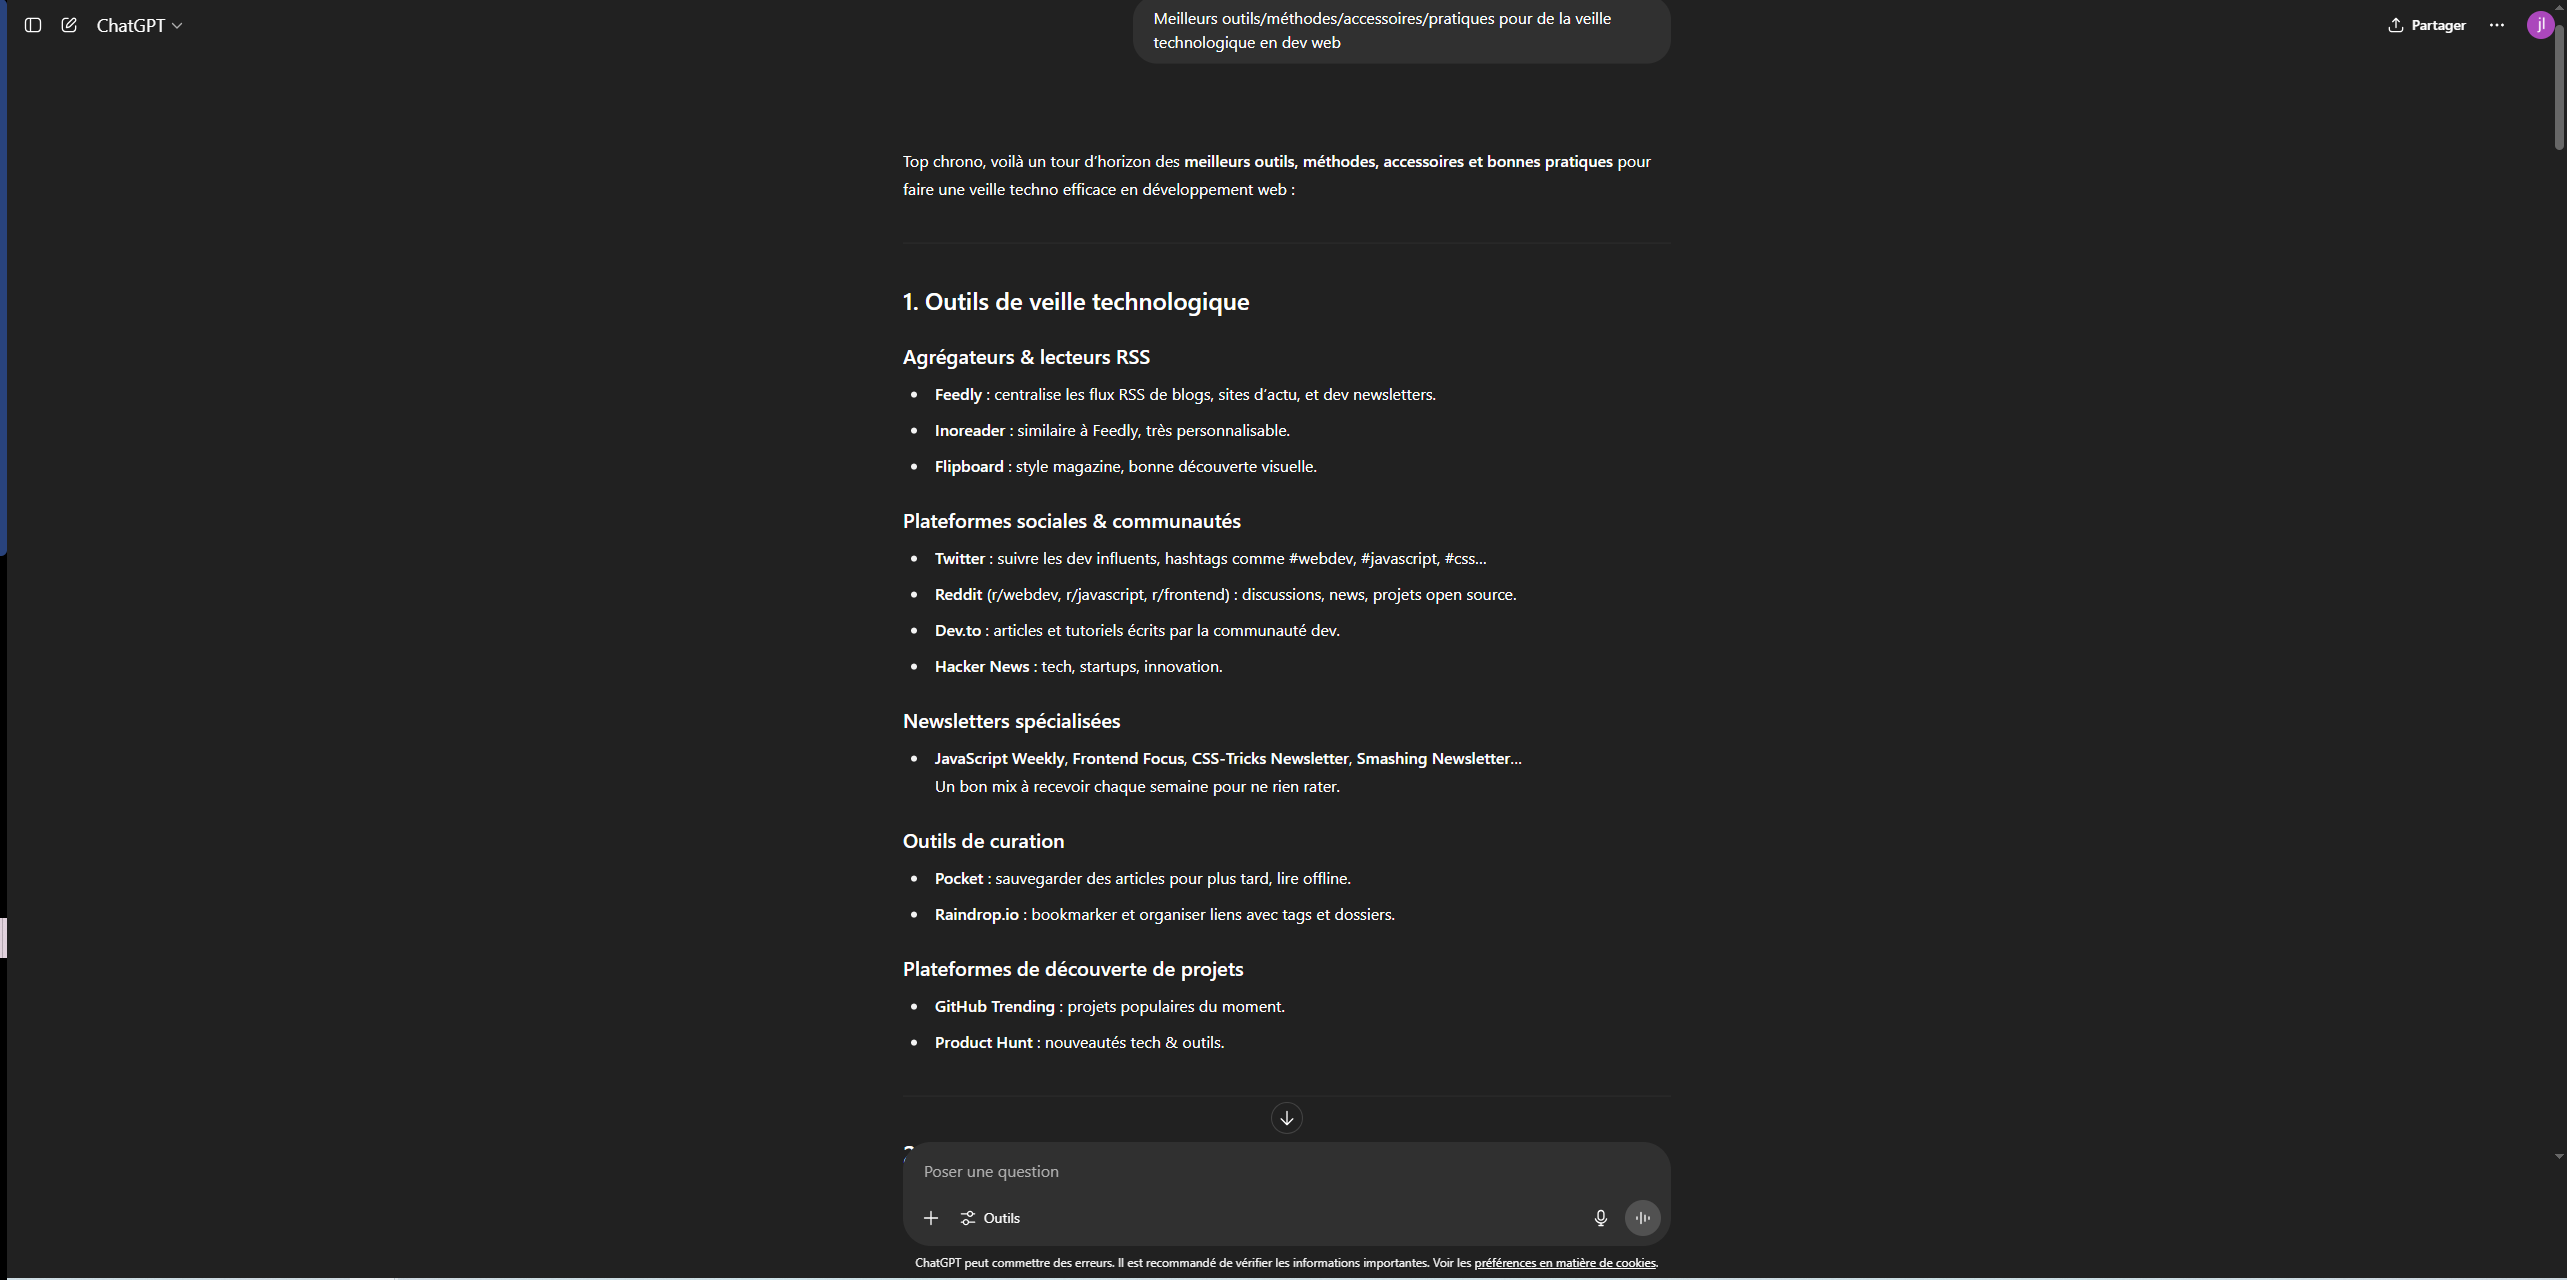 ChatGPT
Meilleurs outils/méthodes/accessoires/pratiques pour de la veille
technologique en dev web
Partager
jl
Top chrono, voilà un tour d’horizon des meilleurs outils, méthodes, accessoires et bonnes pratiques pour
faire une veille techno efficace en développement web :
1. Outils de veille technologique
Agrégateurs & lecteurs RSS
• Feedly : centralise les flux RSS de blogs, sites d’actu, et dev newsletters.
• Inoreader : similaire à Feedly, très personnalisable.
• Flipboard : style magazine, bonne découverte visuelle.
Plateformes sociales & communautés
• Twitter : suivre les dev influents, hashtags comme #webdev, #javascript, #css...
• Reddit (r/webdev, r/javascript, r/frontend) : discussions, news, projets open source.
• Dev.to : articles et tutoriels écrits par la communauté dev.
• Hacker News : tech, startups, innovation.
Newsletters spécialisées
• JavaScript Weekly, Frontend Focus, CSS-Tricks Newsletter, Smashing Newsletter...
Un bon mix à recevoir chaque semaine pour ne rien rater.
Outils de curation
• Pocket : sauvegarder des articles pour plus tard, lire offline.
• Raindrop.io : bookmarker et organiser liens avec tags et dossiers.
Plateformes de découverte de projets
• GitHub Trending : projets populaires du moment.
• Product Hunt : nouveautés tech & outils.
Poser une question
Outils
ChatGPT peut commettre des erreurs. Il est recommandé de vérifier les informations importantes. Voir les préférences en matière de cookies.